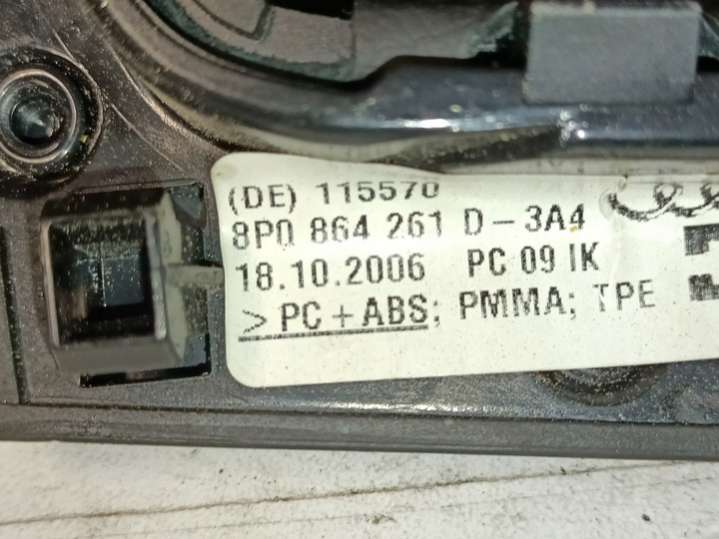 (DE) 115570
8P0 864 261 D-3A4
18.10.2006 PC 09 IK
>PC+ABS; PMMA; TPE